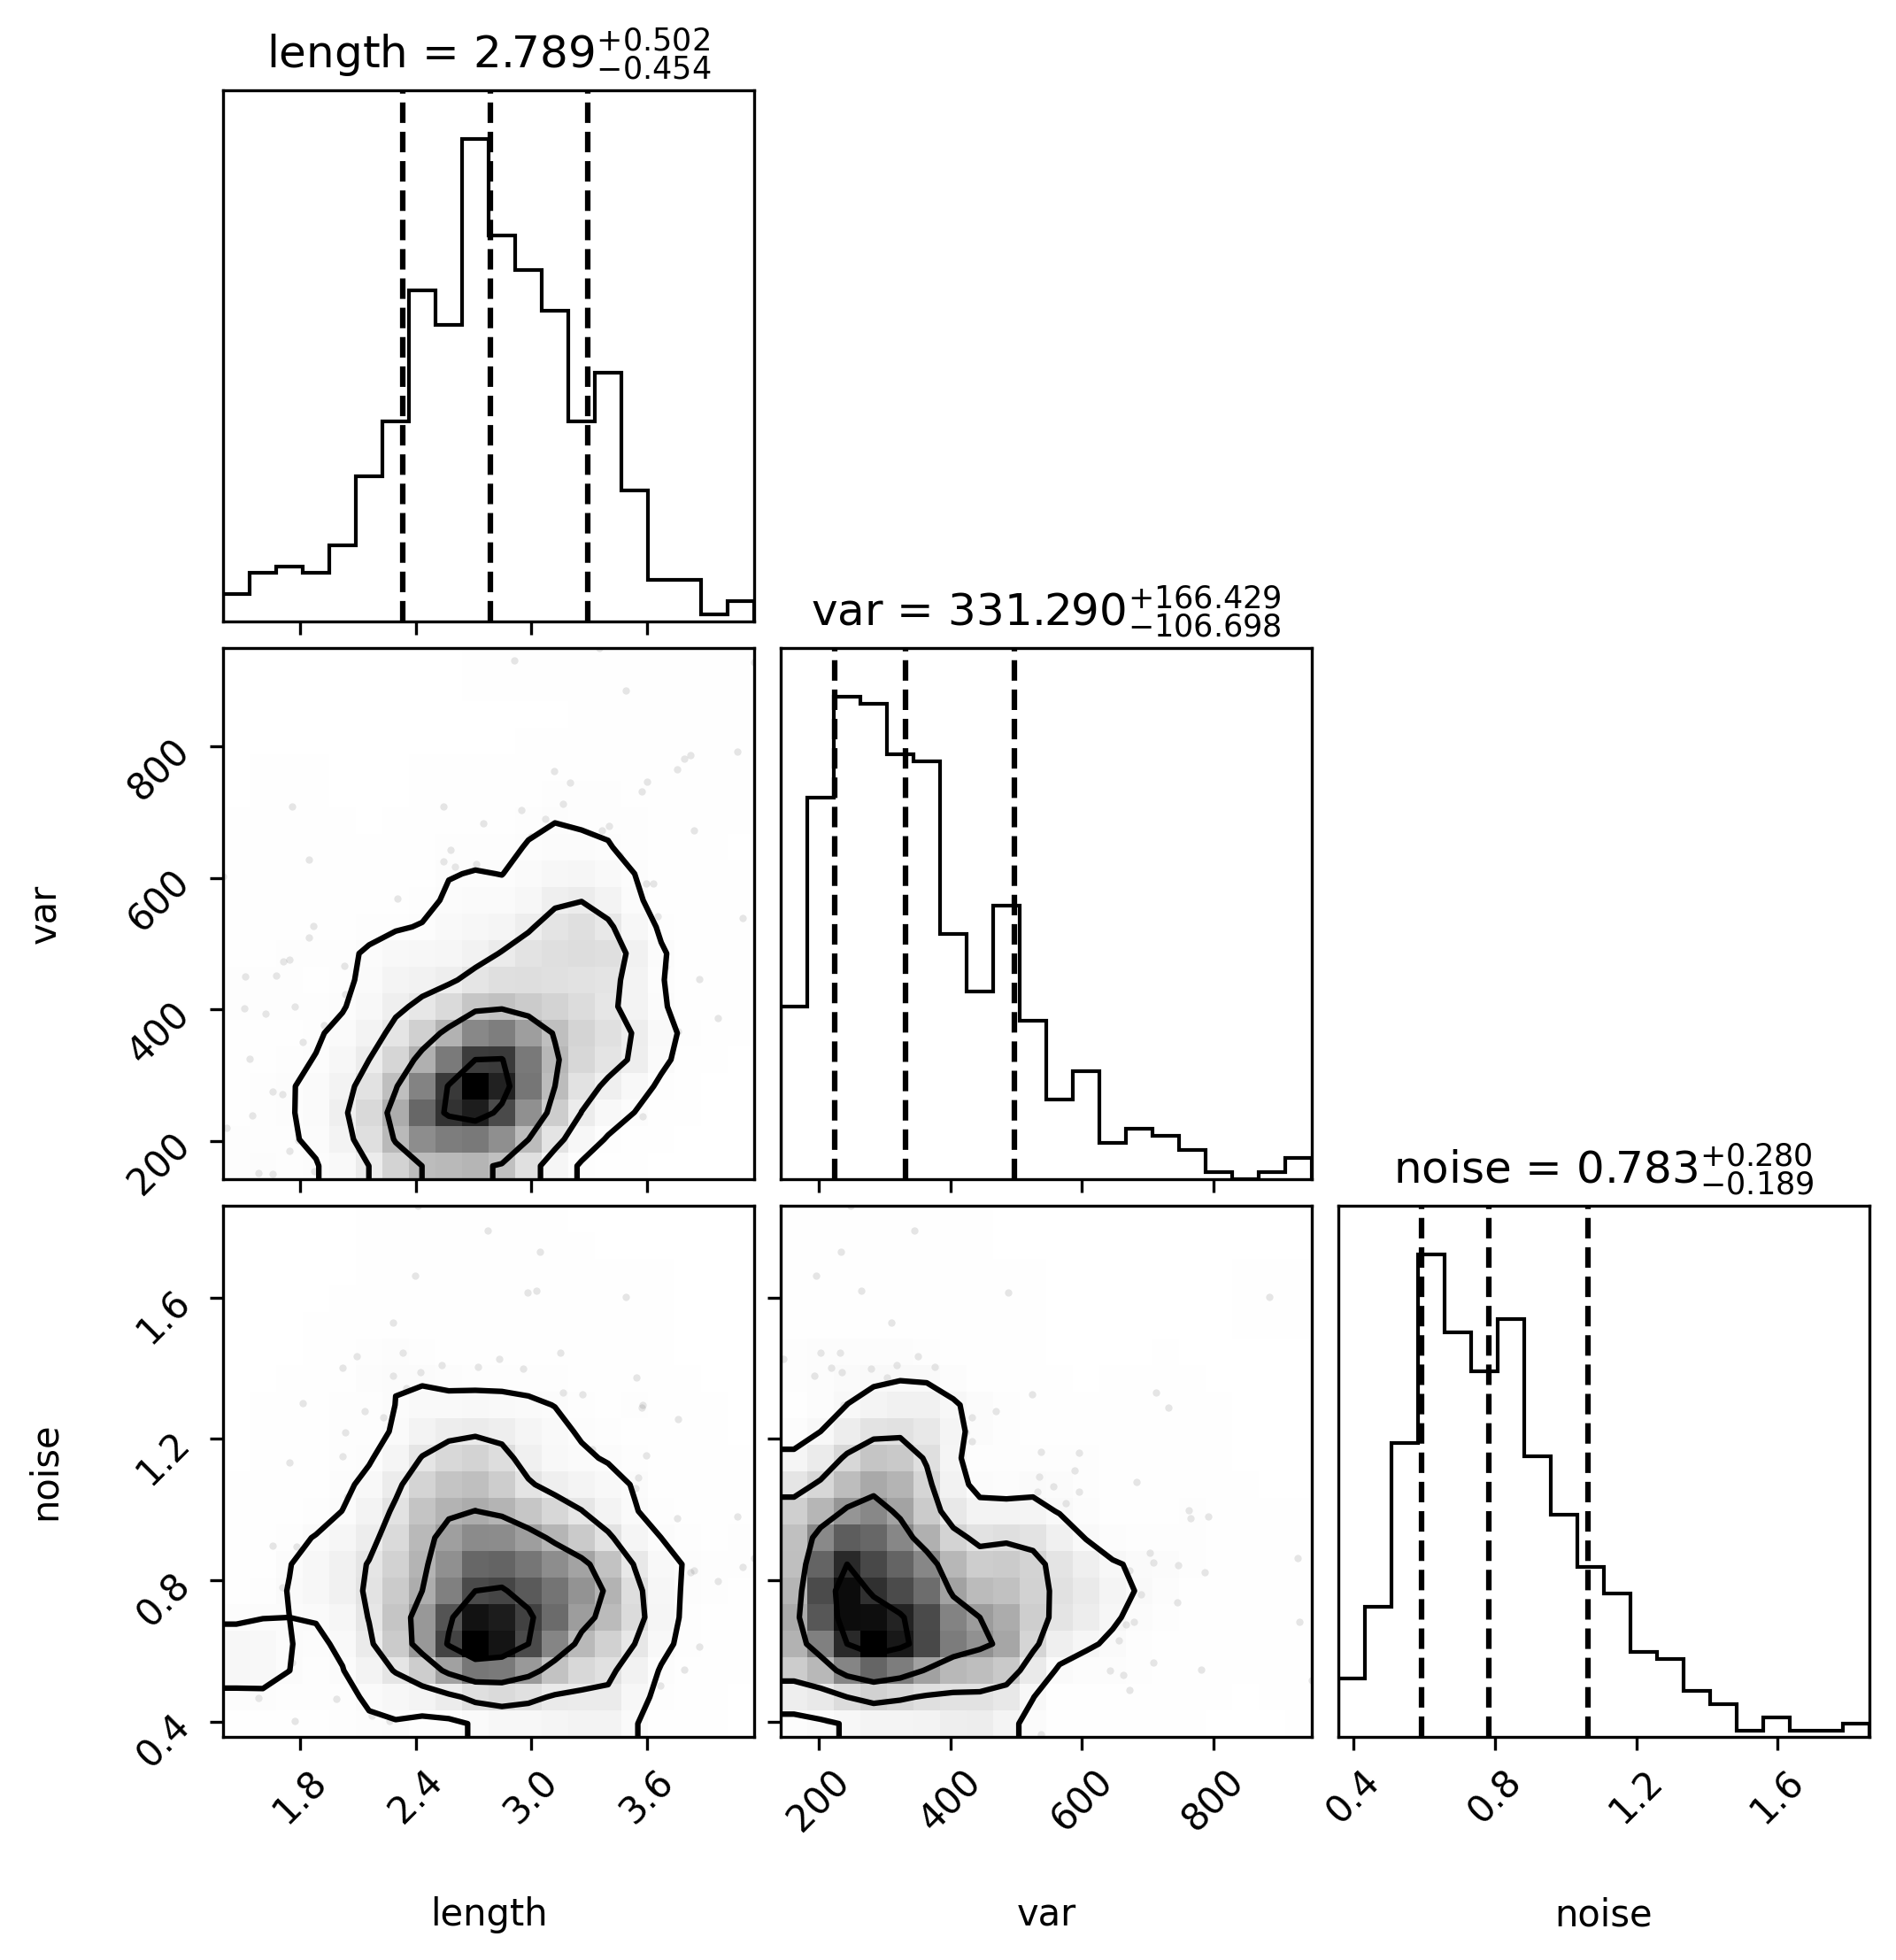 length = 2.789 +0.502 −0.454
var = 331.290 +166.429 −106.698
800
600
400
200
var
noise = 0.783 +0.280 −0.189
1.6
1.2
0.8
0.4
noise
1.8 2.4 3.0 3.6
200 400 600 800
0.4 0.8 1.2 1.6
length
var
noise